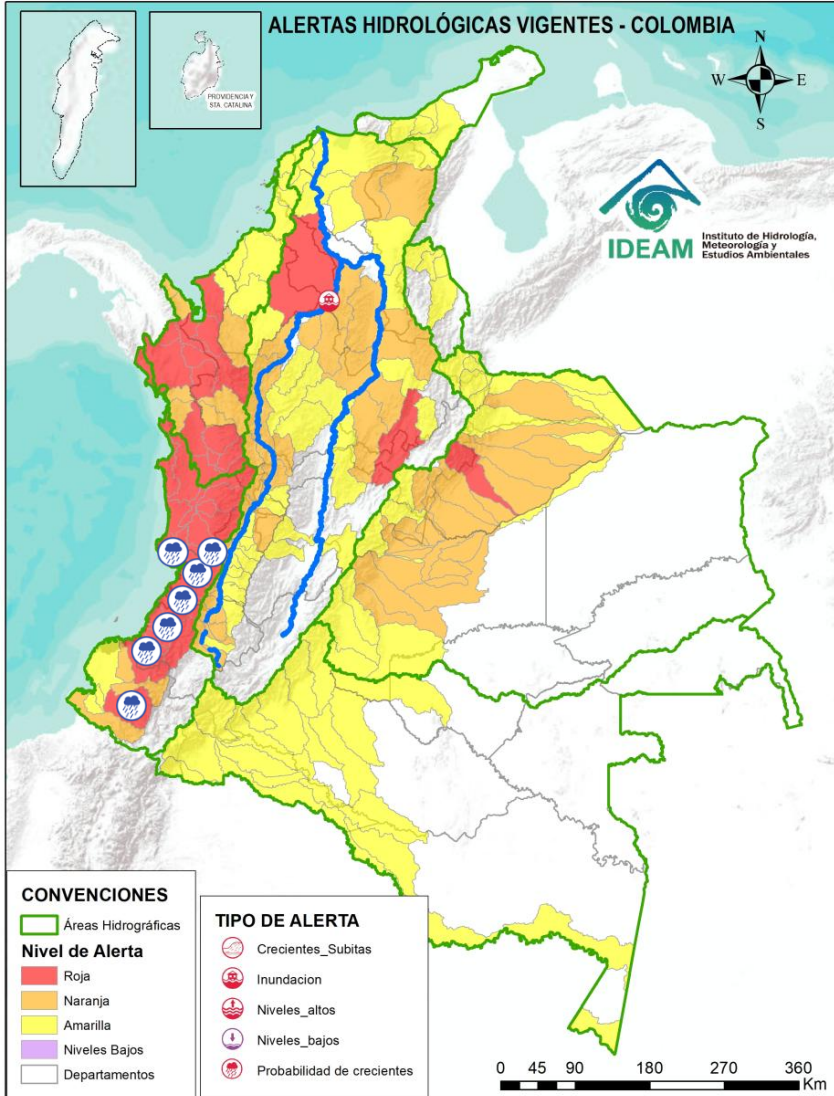 ALERTAS HIDROLÓGICAS VIGENTES - COLOMBIA
PROVIDENCIA Y
STA. CATALINA
N
W
E
S
IDEAM
Instituto de Hidrología,
Meteorología y
Estudios Ambientales
CONVENCIONES
Áreas Hidrográficas
Nivel de Alerta
Roja
Naranja
Amarilla
Niveles Bajos
Departamentos
TIPO DE ALERTA
Crecientes_Subitas
Inundacion
Niveles_altos
Niveles_bajos
Probabilidad de crecientes
0 45 90 180 270 360
Km